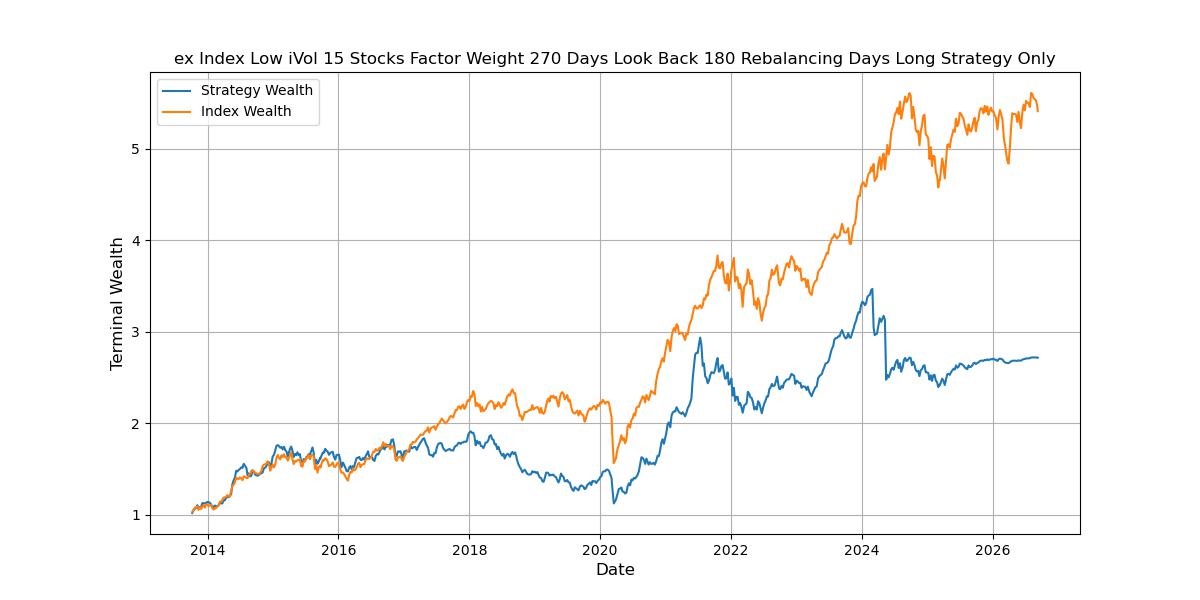 ex Index Low iVol 15 Stocks Factor Weight 270 Days Look Back 180 Rebalancing Days Long Strategy Only
Strategy Wealth
Index Wealth
Terminal Wealth
5
4
3
2
1
2014 2016 2018 2020 2022 2024 2026
Date